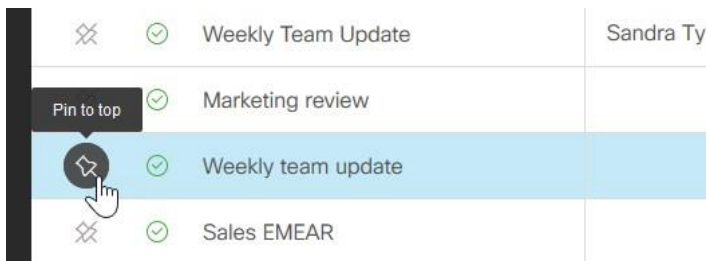 Weekly Team Update Sandra Ty
Marketing review
Pin to top
Weekly team update
Sales EMEAR